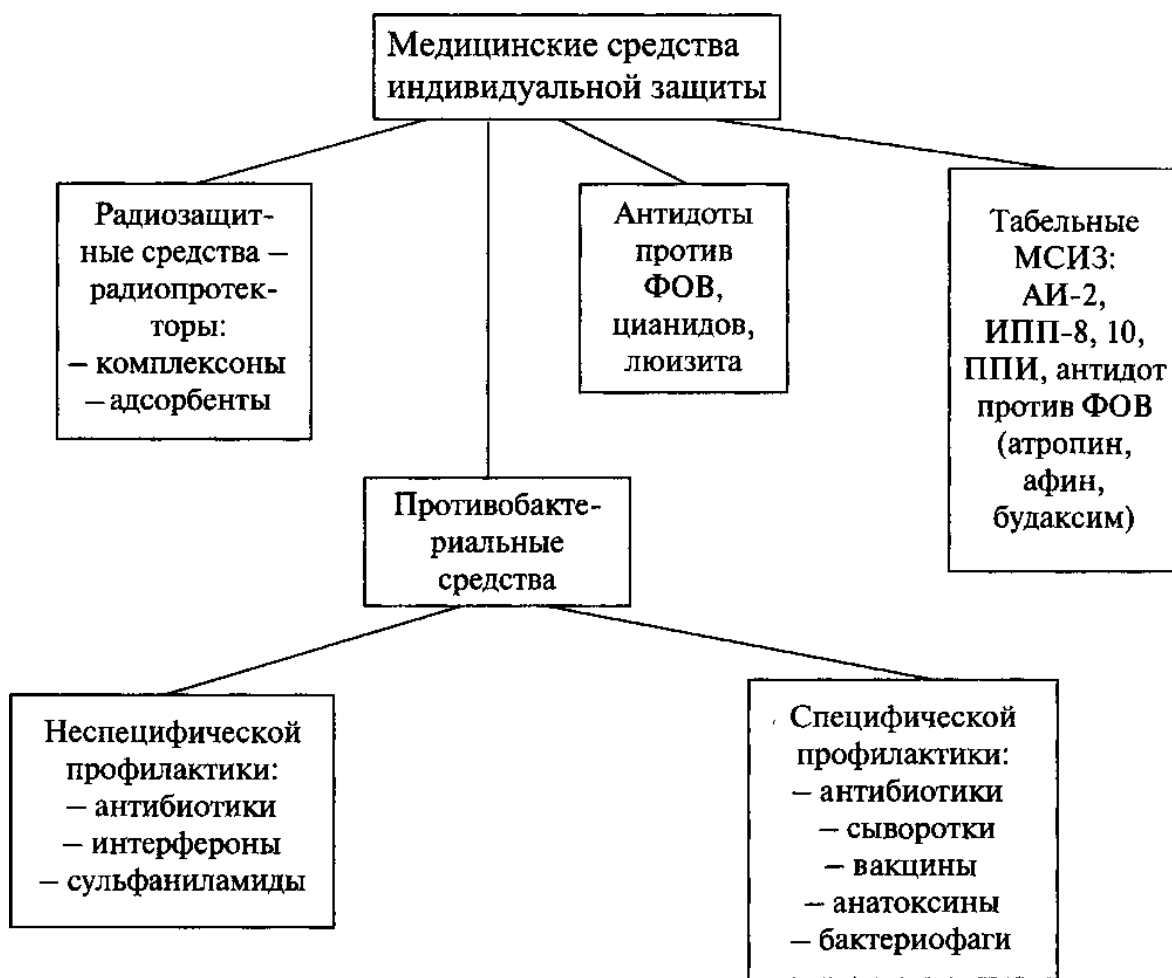 Медицинские средства
индивидуальной защиты
Радиозащит-
ные средства –
радиопротек-
торы:
– комплексоны
– адсорбенты
Антидоты
против
ФОВ,
цианидов,
люизита
Табельные
МСИЗ:
АИ-2,
ИПП-8, 10,
ППИ, антидот
против ФОВ
(атропин,
афин,
будаксим)
Противобакте-
риальные
средства
Неспецифической
профилактики:
– антибиотики
– интерфероны
– сульфаниламиды
Специфической
профилактики:
– антибиотики
– сыворотки
– вакцины
– анатоксины
– бактериофаги